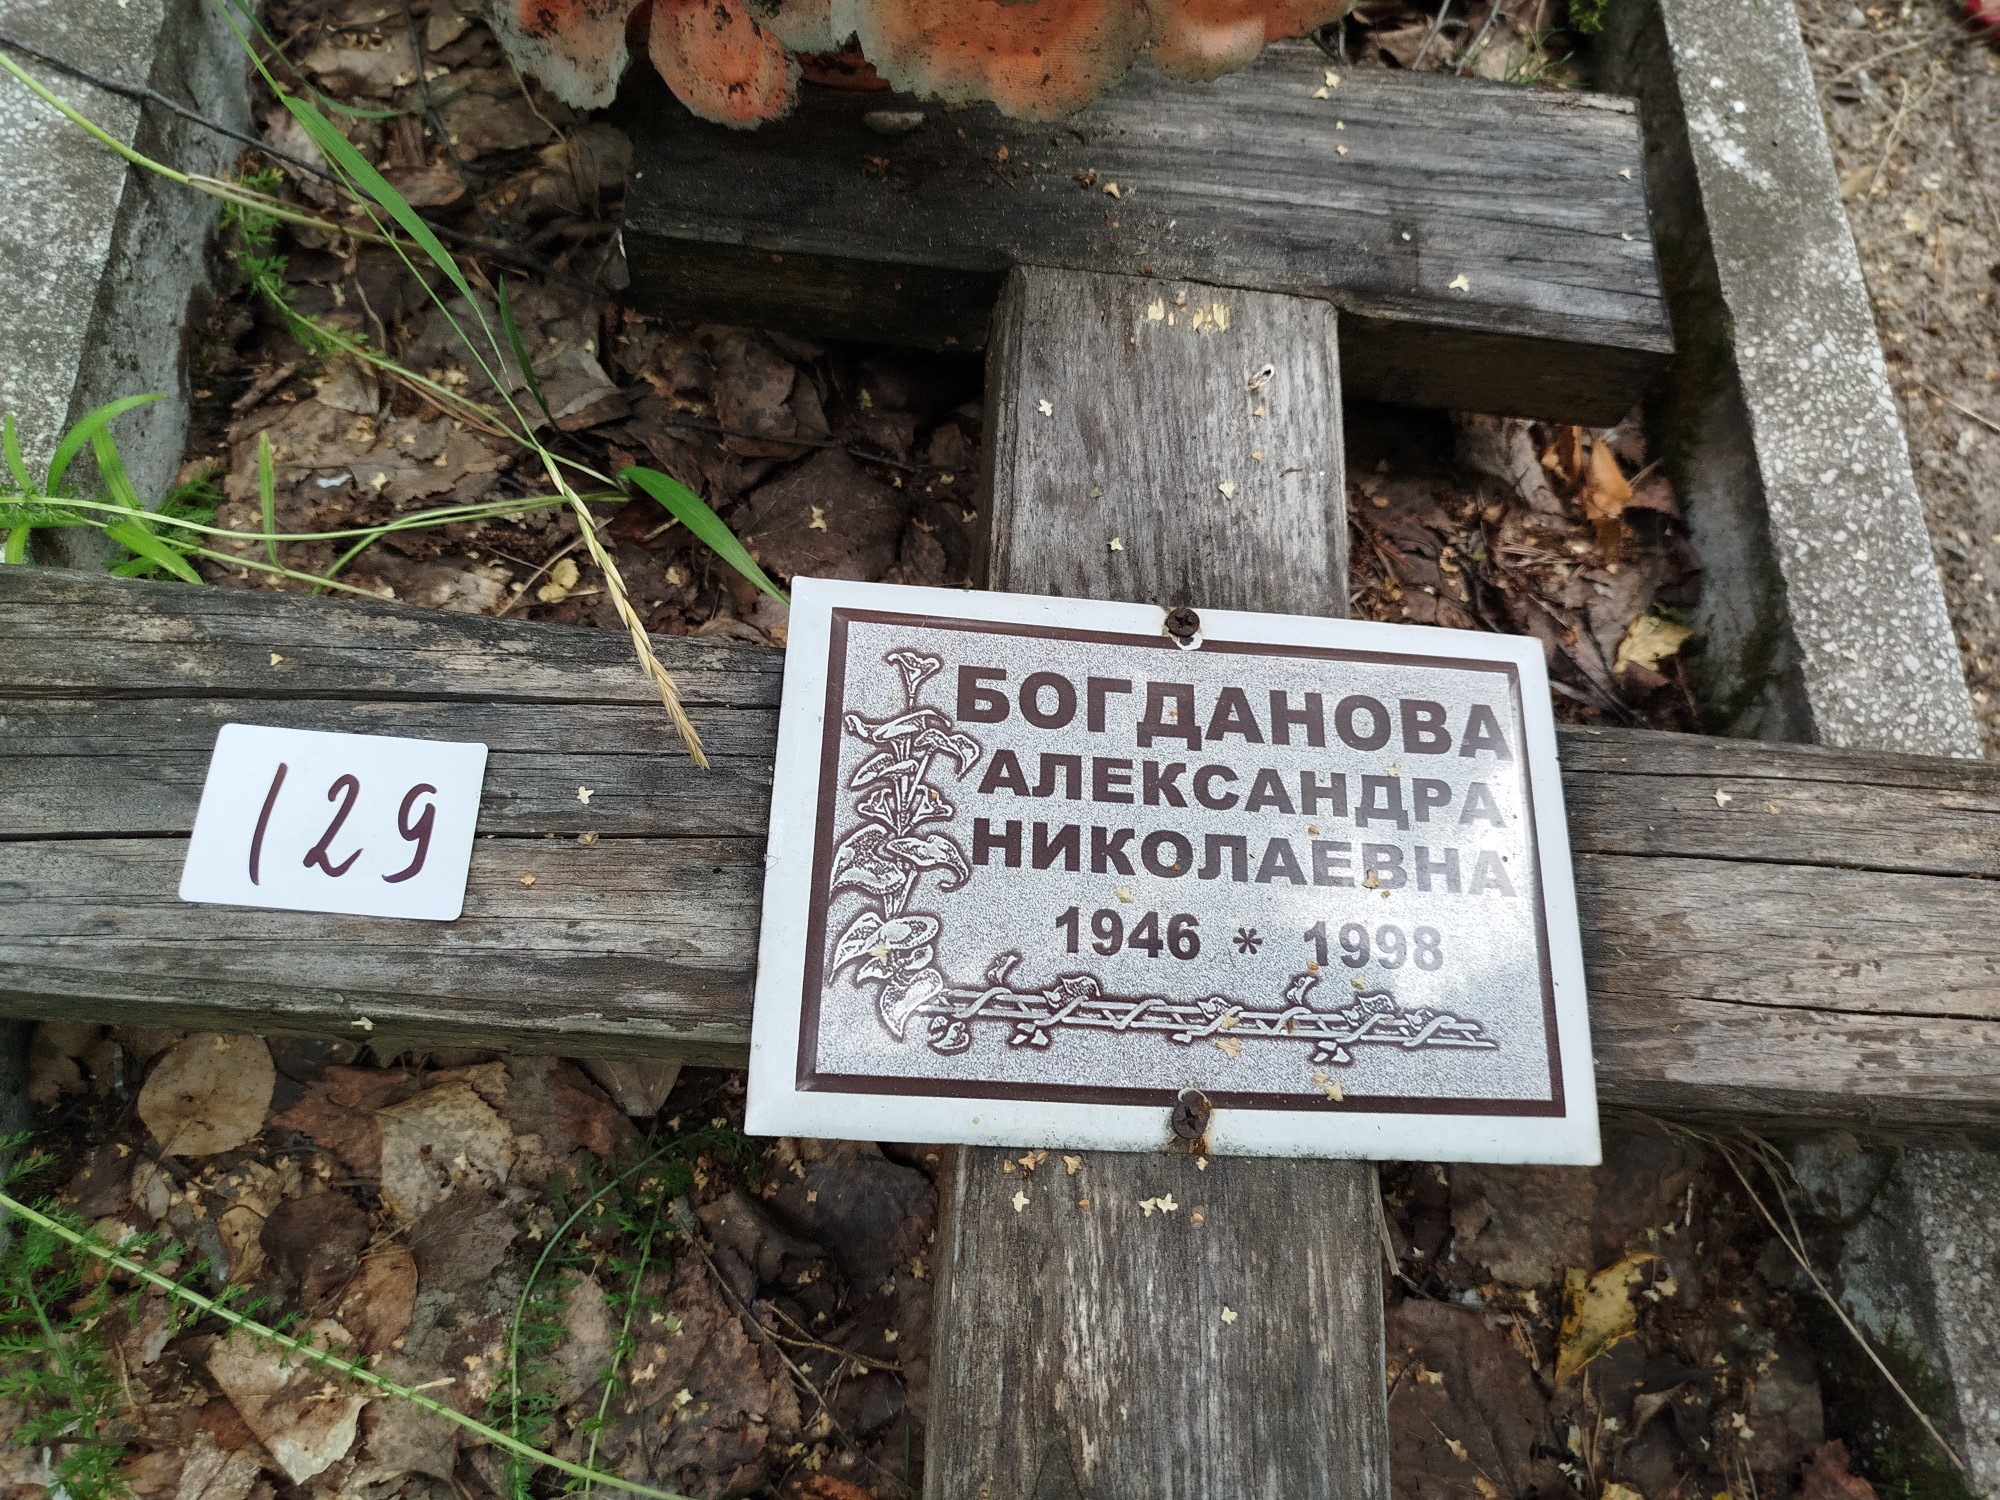 129
БОГДАНОВА
АЛЕКСАНДРА
НИКОЛАЕВНА
1946 * 1998